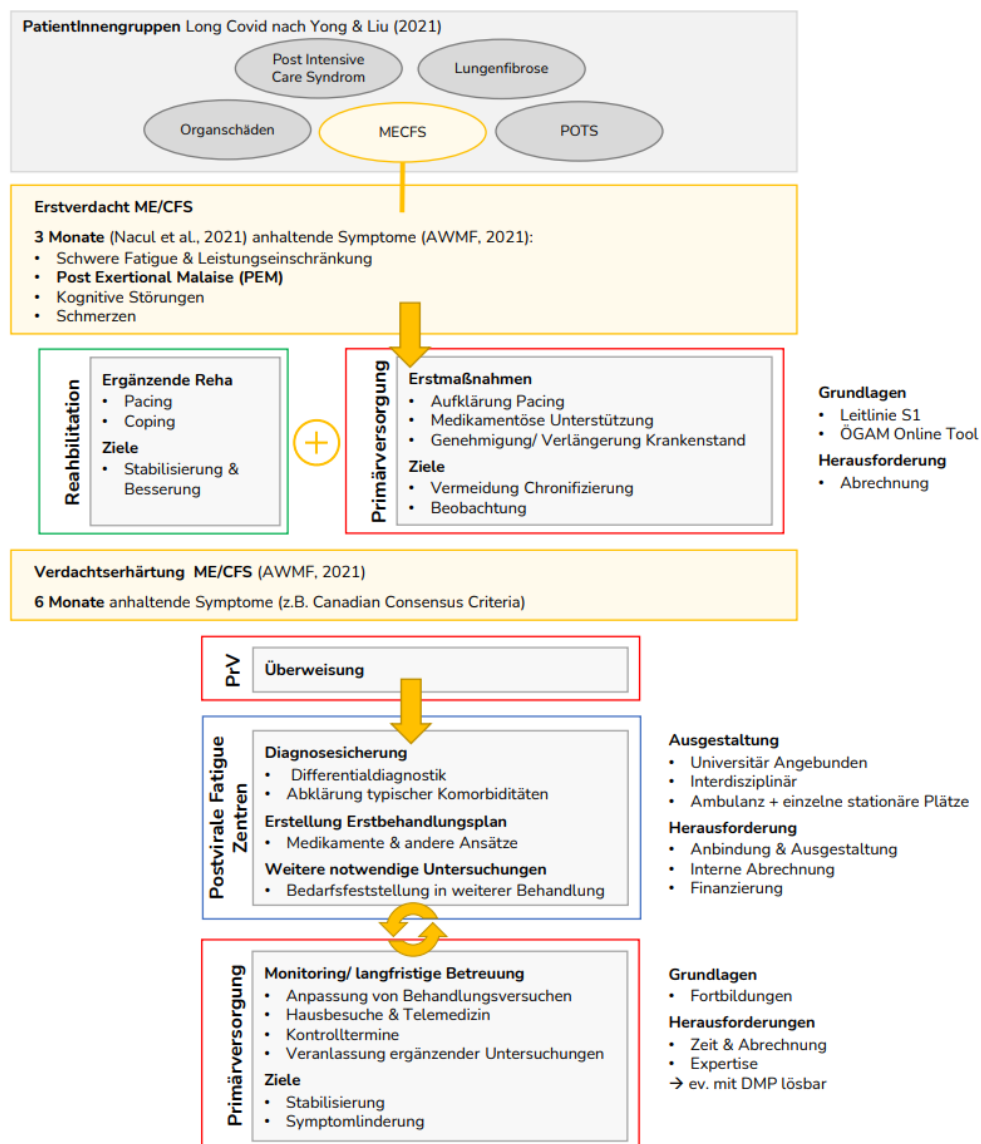 PatientInnengruppen Long Covid nach Yong & Liu (2021)
Post Intensive
Care Syndrom
Lungenfibrose
Organschäden
MECFS
POTS
Erstverdacht ME/CFS
3 Monate (Nacul et al., 2021) anhaltende Symptome (AWMF, 2021):
• Schwere Fatigue & Leistungseinschränkung
• Post Exertional Malaise (PEM)
• Kognitive Störungen
• Schmerzen
Reahbilitation
Ergänzende Reha
• Pacing
• Coping
Ziele
• Stabilisierung &
Besserung
Primärversorgung
Erstmaßnahmen
• Aufklärung Pacing
• Medikamentöse Unterstützung
• Genehmigung/ Verlängerung Krankenstand
Ziele
• Vermeidung Chronifizierung
• Beobachtung
Grundlagen
• Leitlinie S1
• ÖGAM Online Tool
Herausforderung
• Abrechnung
Verdachtserhärtung ME/CFS (AWMF, 2021)
6 Monate anhaltende Symptome (z.B. Canadian Consensus Criteria)
PrV
Überweisung
Postvirale Fatigue
Zentren
Diagnosesicherung
• Differentialdiagnostik
• Abklärung typischer Komorbiditäten
Erstellung Erstbehandlungsplan
• Medikamente & andere Ansätze
Weitere notwendige Untersuchungen
• Bedarfsfeststellung in weiterer Behandlung
Ausgestaltung
• Universitär Angebunden
• Interdisziplinär
• Ambulanz + einzelne stationäre Plätze
Herausforderung
• Anbindung & Ausgestaltung
• Interne Abrechnung
• Finanzierung
Primärversorgung
Monitoring/ langfristige Betreuung
• Anpassung von Behandlungsversuchen
• Hausbesuche & Telemedizin
• Kontrolltermine
• Veranlassung ergänzender Untersuchungen
Ziele
• Stabilisierung
• Symptomlinderung
Grundlagen
• Fortbildungen
Herausforderungen
• Zeit & Abrechnung
• Expertise
→ ev. mit DMP lösbar